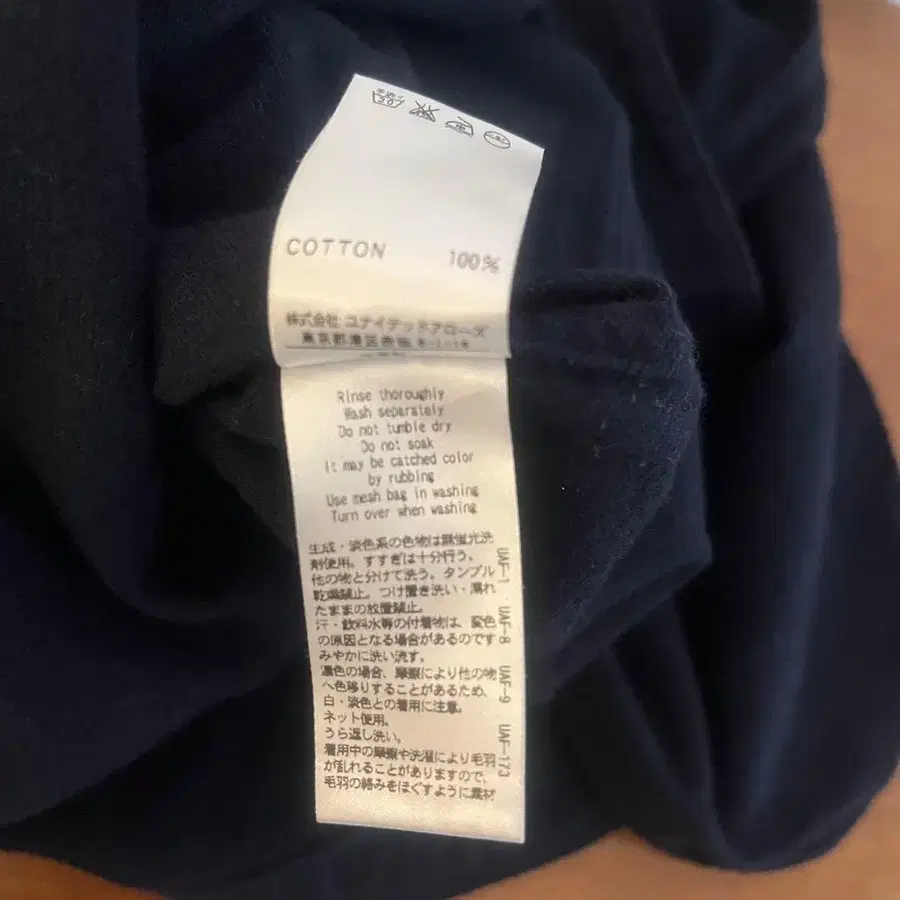 COTTON 100%
株式会社 ユナイテッドアローズ
東京都港区赤坂 8-1-19
Rinse thoroughly
Wash separately
Do not tumble dry
Do not soak
It may be catched color
by rubbing
Use mesh bag in washing
Turn over when washing
生成・淡色系の色物は無蛍光洗
剤使用。すすぎは十分行う。
他の物と分けて洗う。タンブル
乾燥禁止。つけ置き洗い・濡れ
たままの放置禁止。
汗・飲料水等の付着物は、変色
の原因となる場合があるのです
みやかに洗い流す。
濃色の場合、摩擦により他の物
へ色移りすることがあるため、
白・淡色との着用に注意。
ネット使用。
うら返し洗い。
着用中の摩擦や洗濯により毛羽
が乱れることがありますので、
毛羽の絡みをほぐすように素材
UAF-1 UAF-8 UAF-9 UAF-173